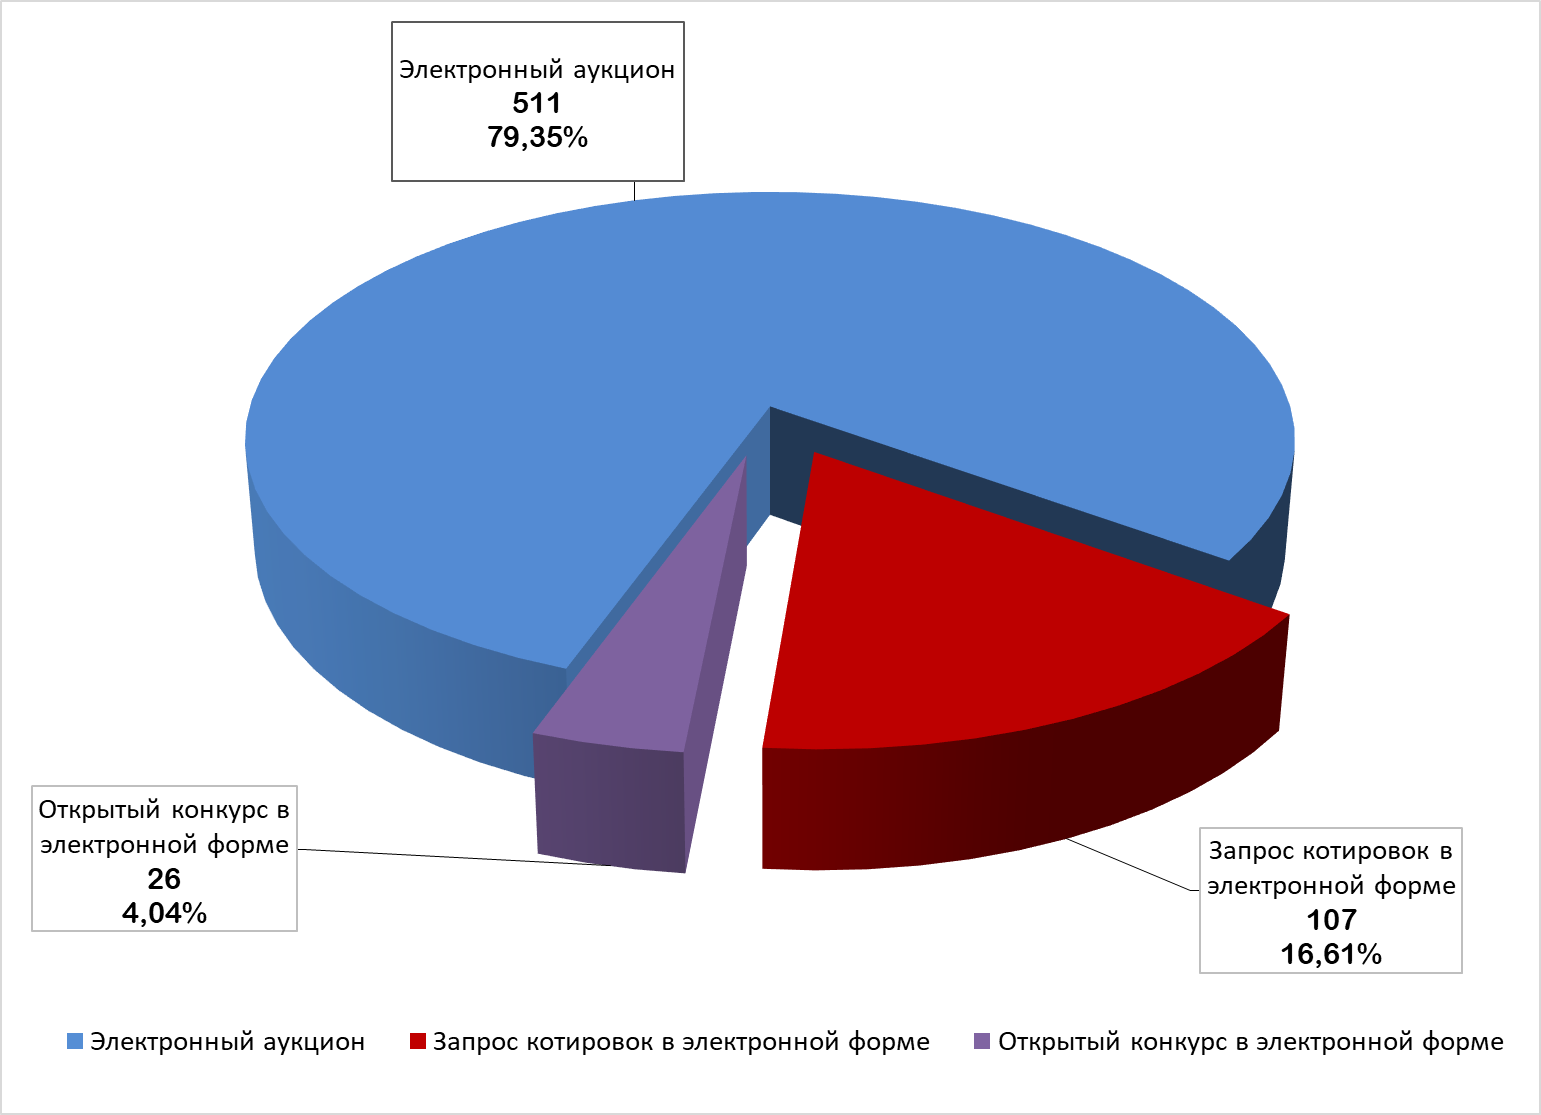 Электронный аукцион
511
79,35%
Открытый конкурс в
электронной форме
26
4,04%
Запрос котировок в
электронной форме
107
16,61%
Электронный аукцион
Запрос котировок в электронной форме
Открытый конкурс в электронной форме